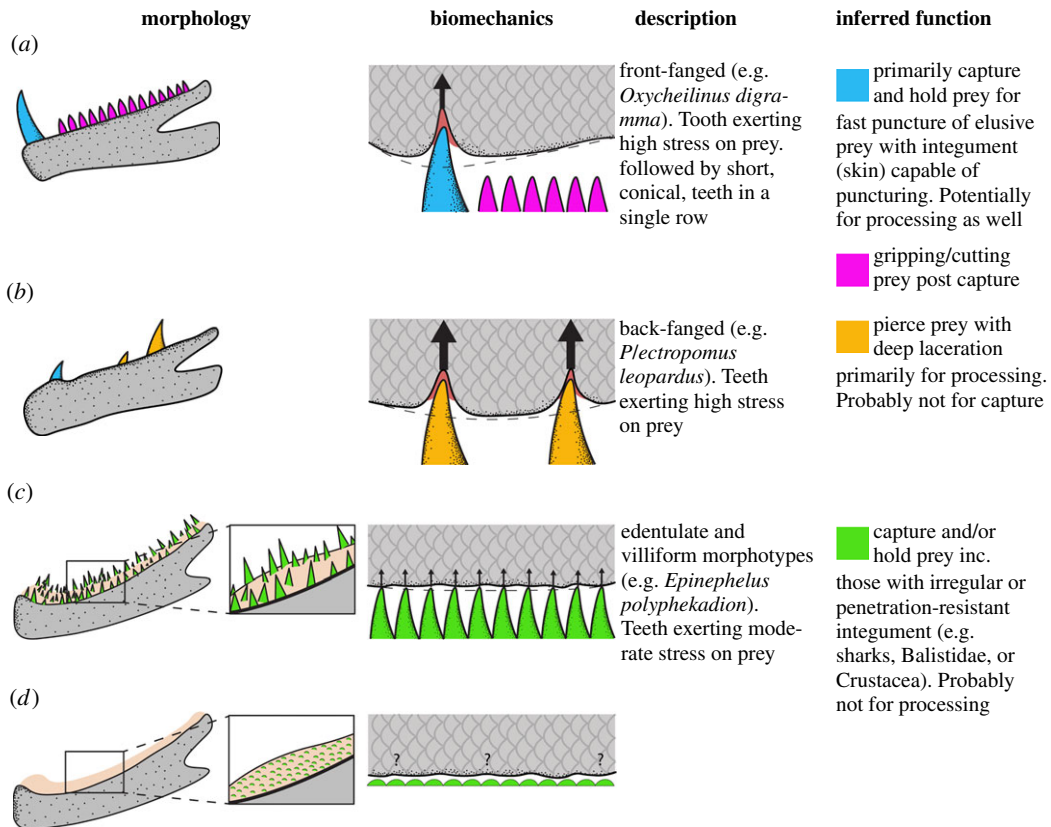 morphology
biomechanics
description
inferred function
(a)
front-fanged (e.g.
Oxycheilinus digra-
mma). Tooth exerting
high stress on prey.
followed by short,
conical, teeth in a
single row
primarily capture
and hold prey for
fast puncture of elusive
prey with integument
(skin) capable of
puncturing. Potentially
for processing as well
gripping/cutting
prey post capture
(b)
back-fanged (e.g.
Plectropomus
leopardus). Teeth
exerting high stress
on prey
pierce prey with
deep laceration
primarily for processing.
Probably not for capture
(c)
edentulate and
villiform morphotypes
(e.g. Epinephelus
polyphekadion).
Teeth exerting mode-
rate stress on prey
capture and/or
hold prey inc.
those with irregular or
penetration-resistant
integument (e.g.
sharks, Balistidae, or
Crustacea). Probably
not for processing
(d)
? ? ?